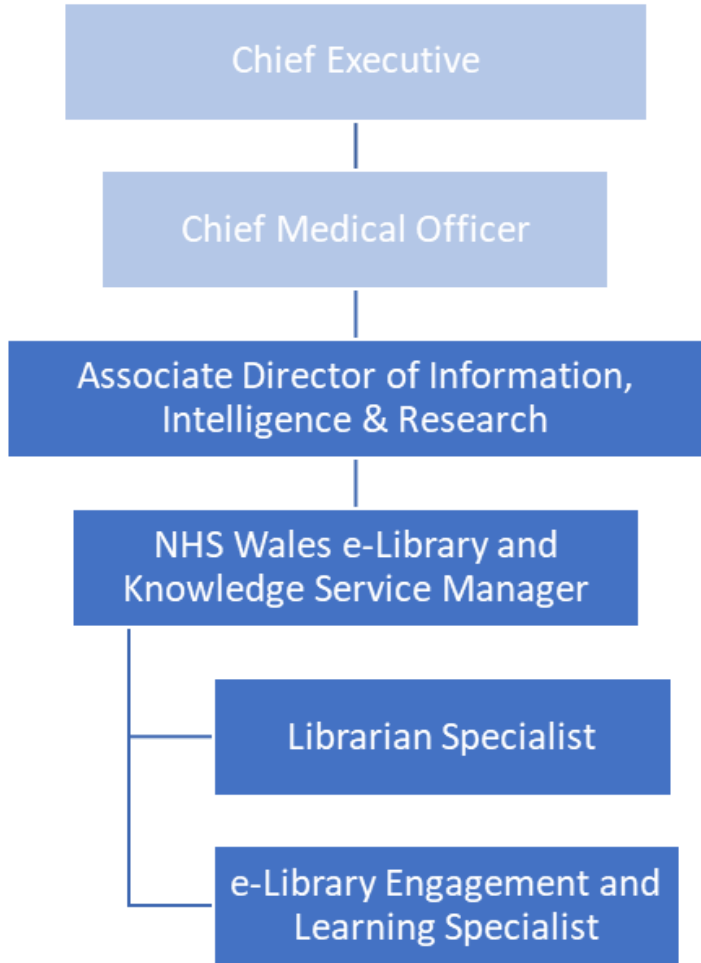 Chief Executive
Chief Medical Officer
Associate Director of Information,
Intelligence & Research
NHS Wales e-Library and
Knowledge Service Manager
Librarian Specialist
e-Library Engagement and
Learning Specialist